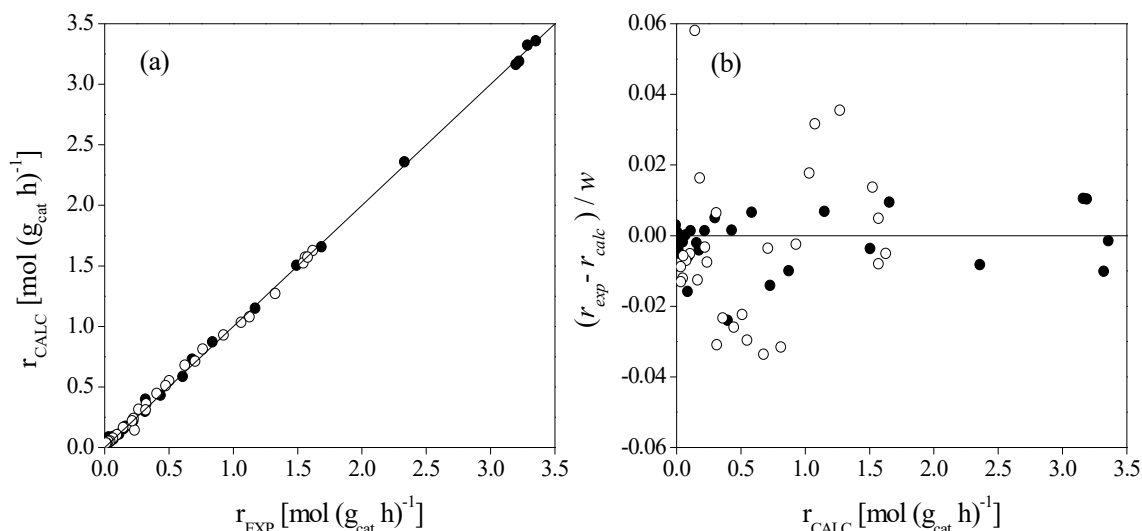 (a)
3.5
3.0
2.5
2.0
1.5
1.0
0.5
0.0
r_CALC [mol (g_cat h)^-1]
0.0 0.5 1.0 1.5 2.0 2.5 3.0 3.5
r_EXP [mol (g_cat h)^-1]
(b)
0.06
0.04
0.02
0.00
-0.02
-0.04
-0.06
(r_exp - r_calc) / w
0.0 0.5 1.0 1.5 2.0 2.5 3.0 3.5
r_CALC [mol (g_cat h)^-1]